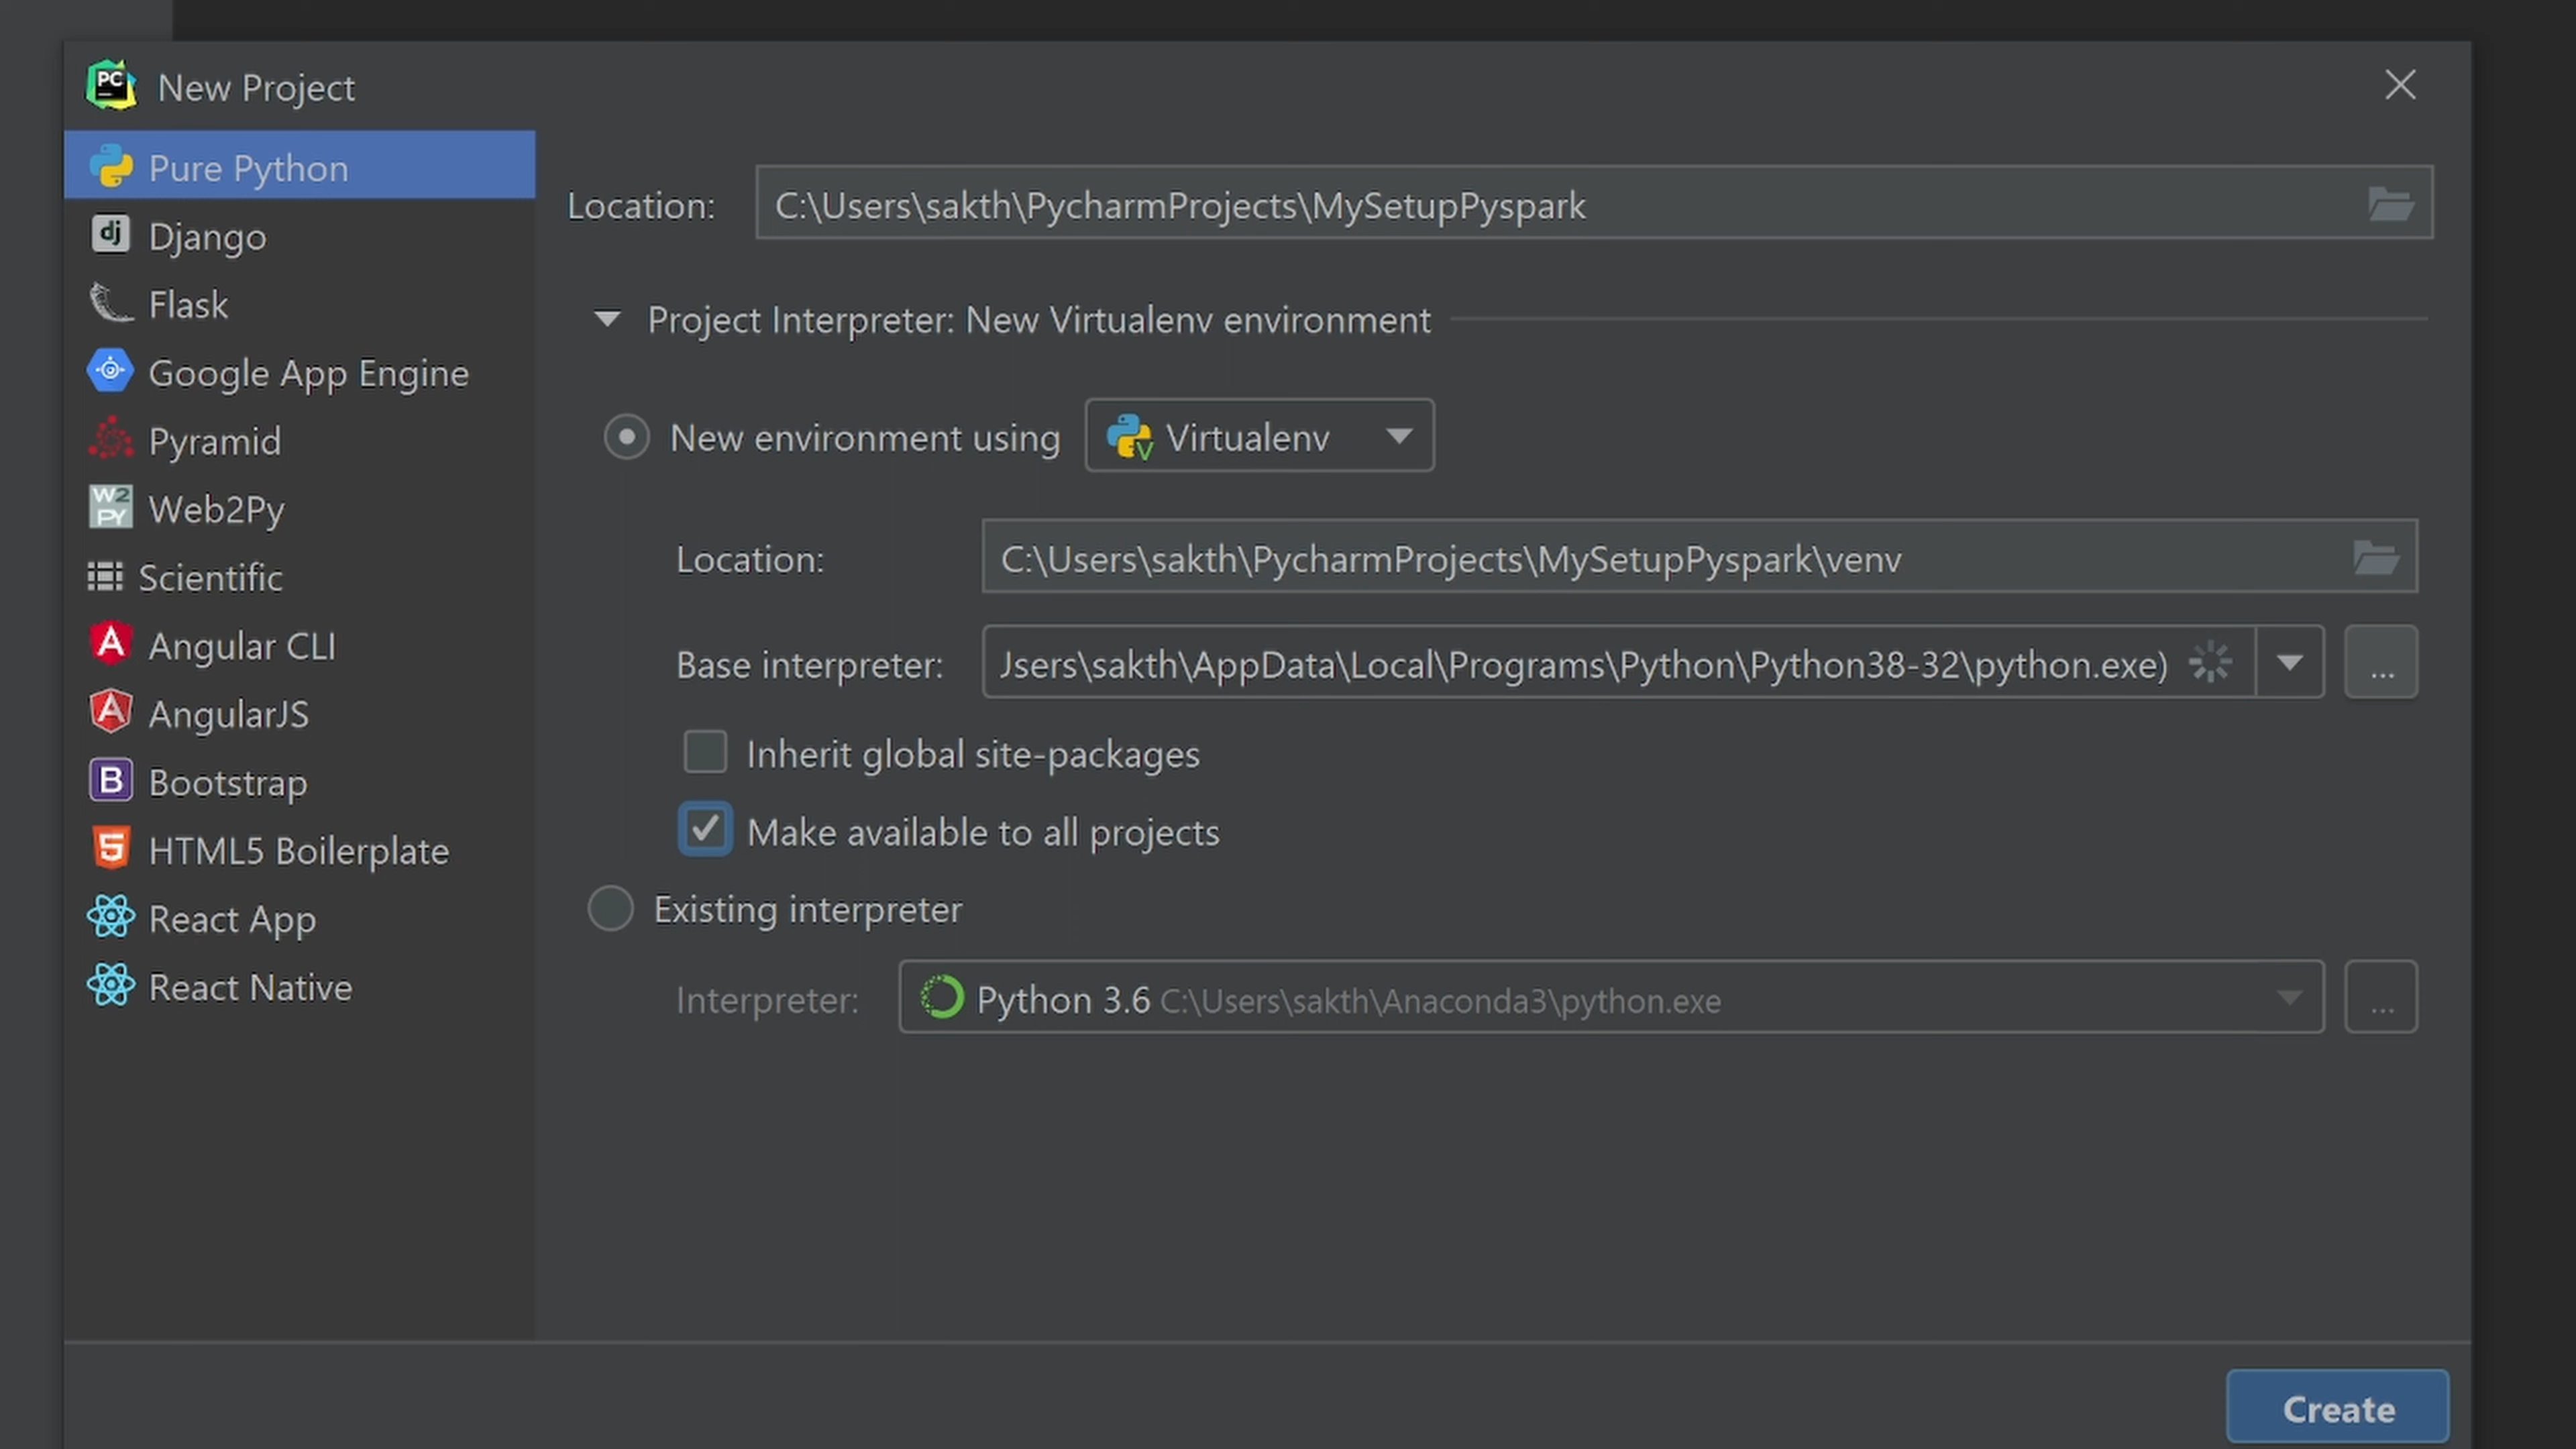 New Project
Pure Python
Django
Flask
Google App Engine
Pyramid
Web2Py
Scientific
Angular CLI
AngularJS
Bootstrap
HTML5 Boilerplate
React App
React Native
Location: C:\Users\sakth\PycharmProjects\MySetupPyspark
Project Interpreter: New Virtualenv environment
New environment using Virtualenv
Location: C:\Users\sakth\PycharmProjects\MySetupPyspark\venv
Base interpreter: Jsers\sakth\AppData\Local\Programs\Python\Python38-32\python.exe) ...
Inherit global site-packages
Make available to all projects
Existing interpreter
Interpreter: Python 3.6 C:\Users\sakth\Anaconda3\python.exe ...
Create